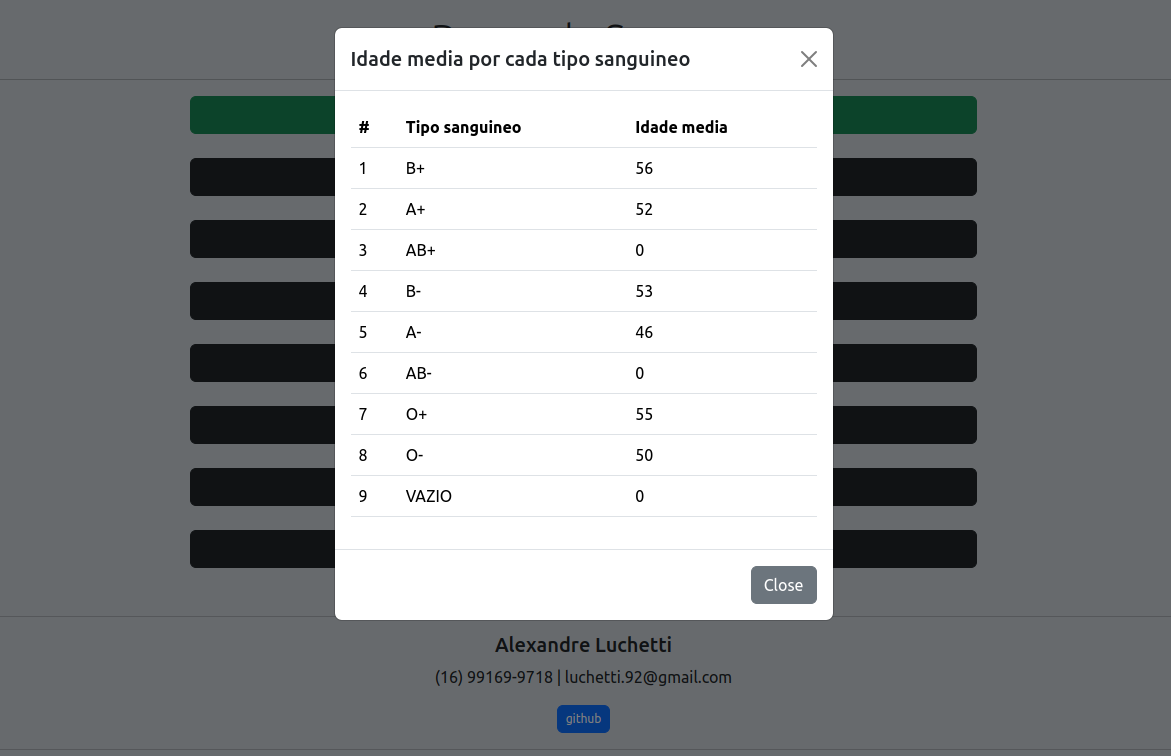 Idade media por cada tipo sanguineo
# Tipo sanguineo Idade media
1 B+ 56
2 A+ 52
3 AB+ 0
4 B- 53
5 A- 46
6 AB- 0
7 O+ 55
8 O- 50
9 VAZIO 0
Close
Alexandre Luchetti
(16) 99169-9718 | luchetti.92@gmail.com
github